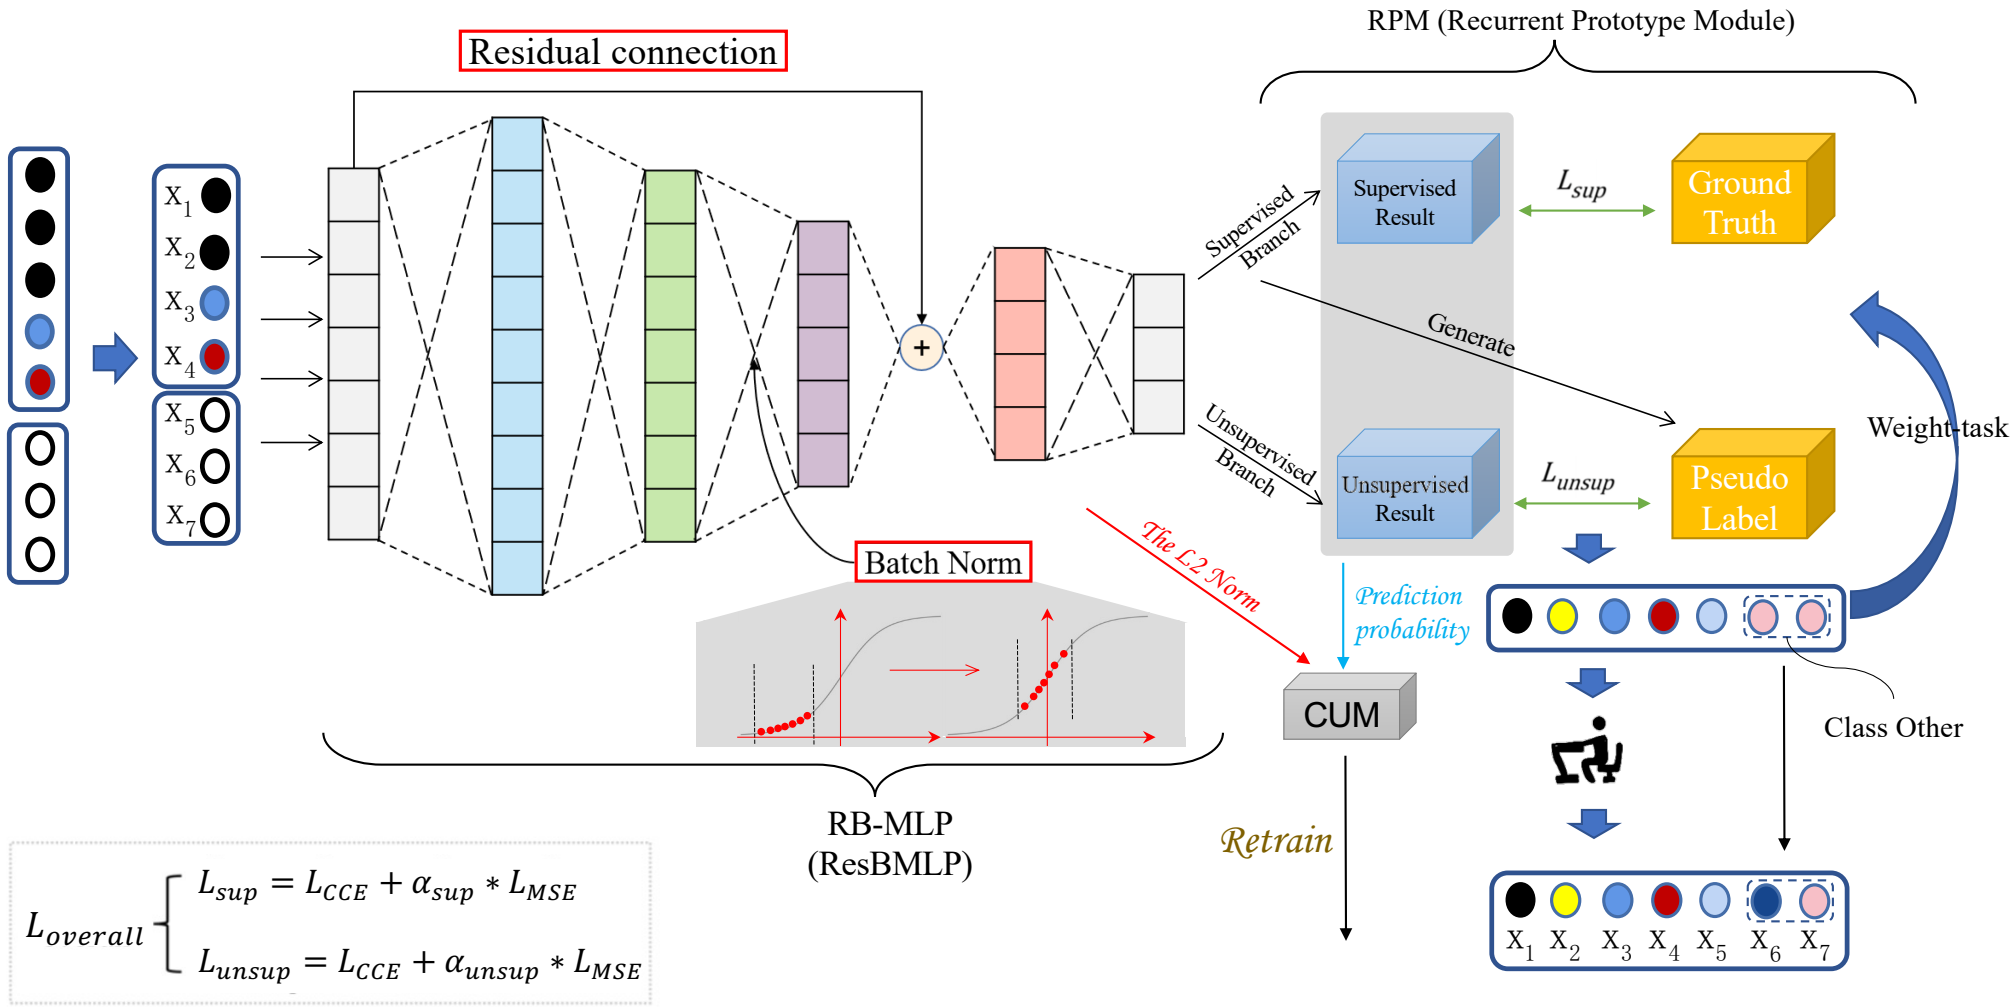 RPM (Recurrent Prototype Module)
Residual connection
X1
X2
X3
X4
X5
X6
X7
Supervised
Branch
Supervised
Result
Lsup
Ground
Truth
Generate
Unsupervised
Branch
Unsupervised
Result
Lunsup
Pseudo
Label
Weight-task
+
Batch Norm
The L2 Norm
Prediction
probability
CUM
Class Other
Retrain
RB-MLP
(ResBMLP)
Loverall
Lsup = LCCE + αsup * LMSE
Lunsup = LCCE + αunsup * LMSE
X1 X2 X3 X4 X5 X6 X7